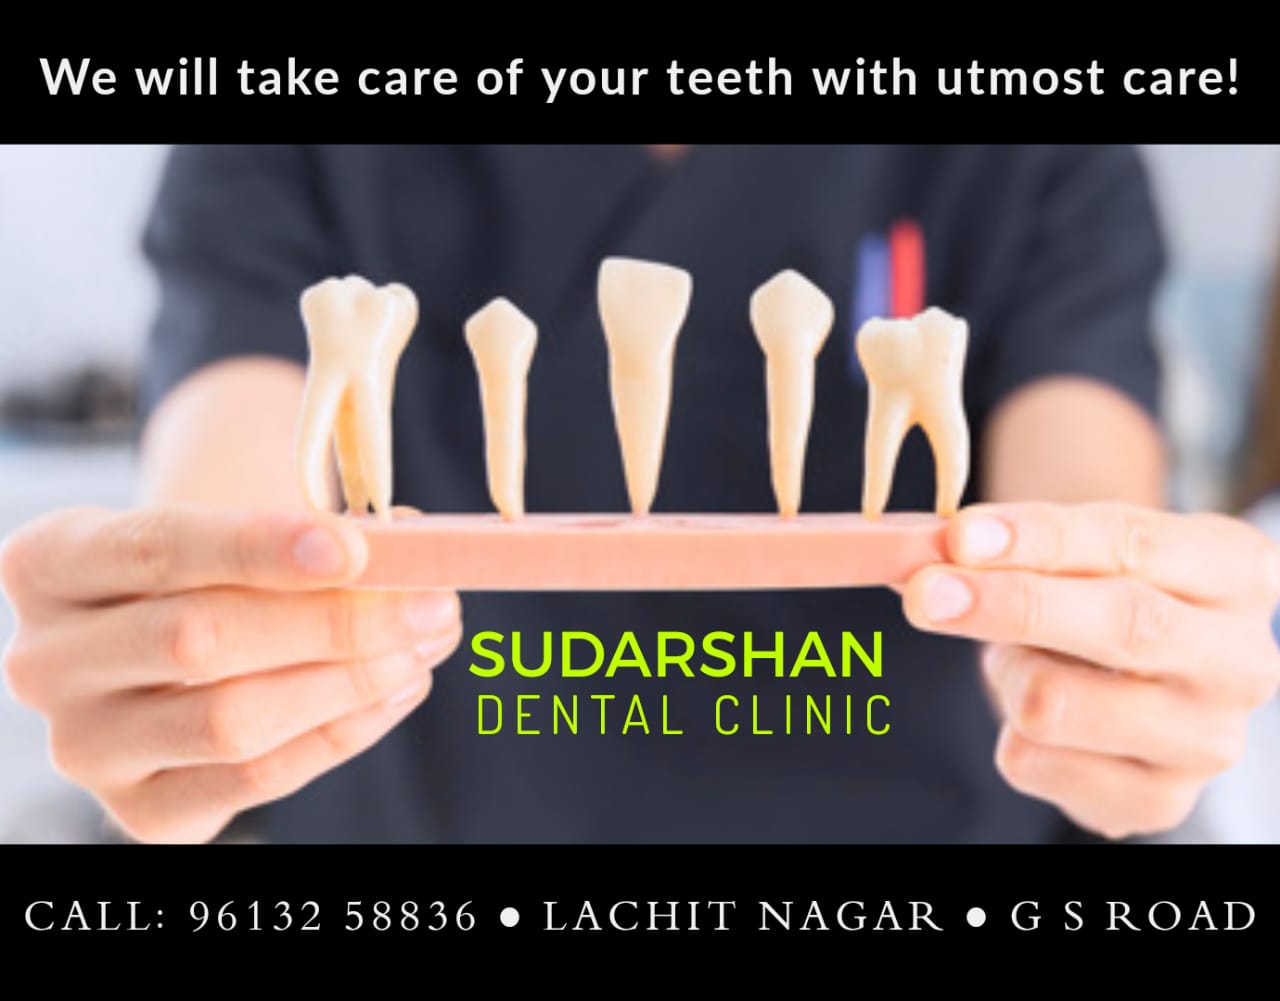 We will take care of your teeth with utmost care!
SUDARSHAN
DENTAL CLINIC
CALL: 96132 58836 ● LACHIT NAGAR ● G S ROAD